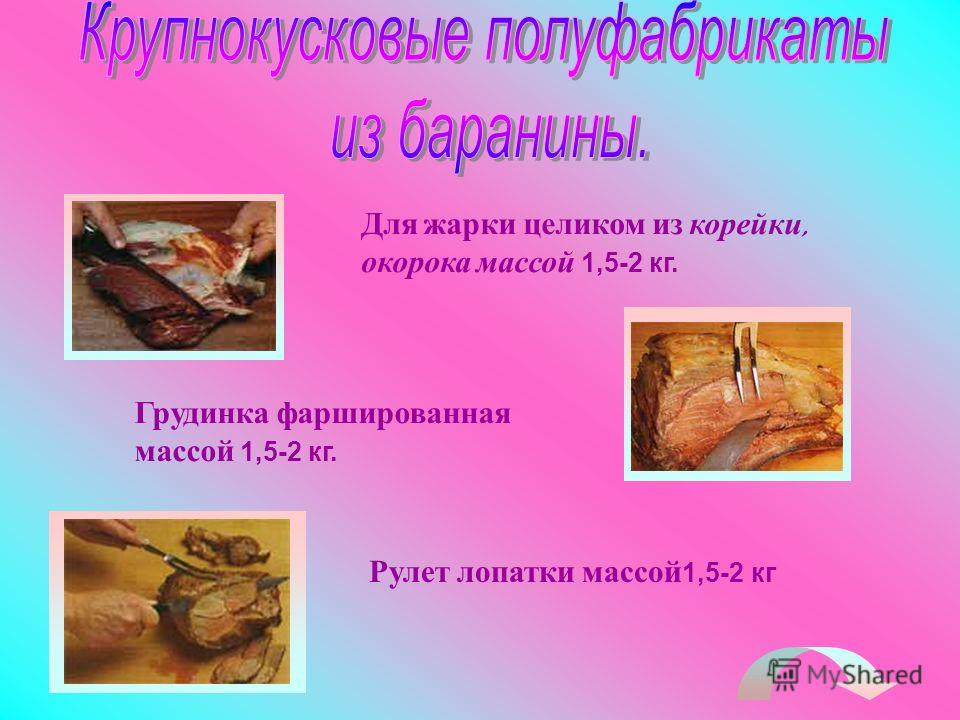 Крупнокусковые полуфабрикаты
из баранины.
Для жарки целиком из корейки,
окорока массой 1,5-2 кг.
Грудинка фаршированная
массой 1,5-2 кг.
Рулет лопатки массой1,5-2 кг
MyShared